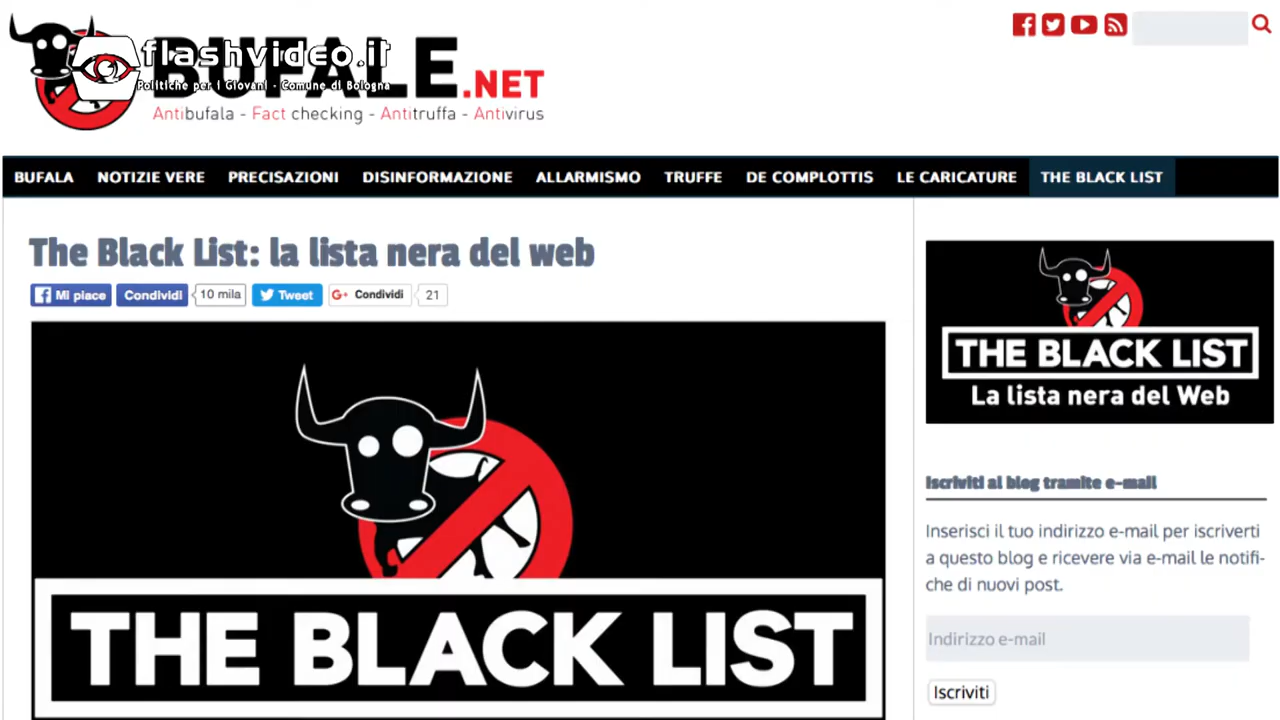 flashvideo.it
Politiche per i Giovani - Comune di Bologna
BUFALE.NET
Antibufala - Fact checking - Antitruffa - Antivirus
BUFALA NOTIZIE VERE PRECISAZIONI DISINFORMAZIONE ALLARMISMO TRUFFE DE COMPLOTTIS LE CARICATURE THE BLACK LIST
The Black List: la lista nera del web
Mi piace Condividi 10 mila Tweet G+ Condividi 21
THE BLACK LIST
THE BLACK LIST
La lista nera del Web
Iscriviti al blog tramite e-mail
Inserisci il tuo indirizzo e-mail per iscriverti
a questo blog e ricevere via e-mail le notifi-
che di nuovi post.
Indirizzo e-mail
Iscriviti